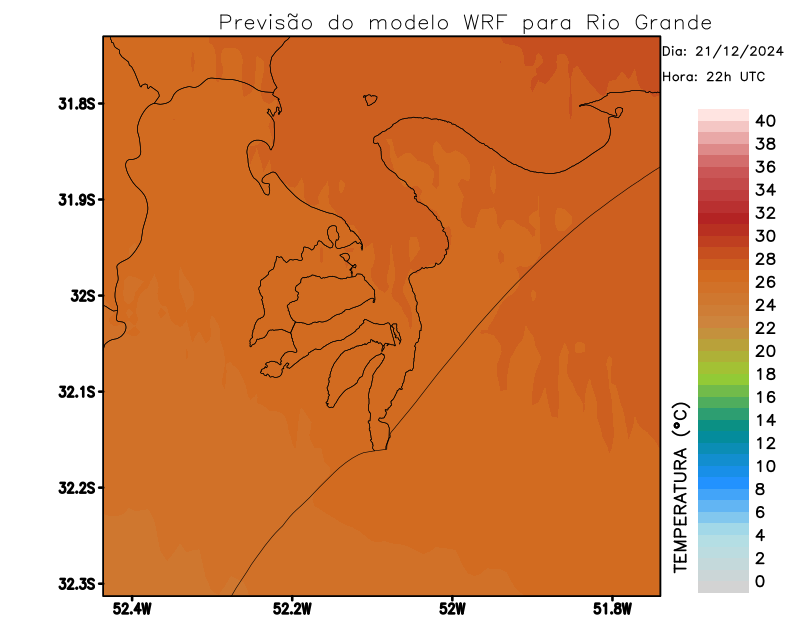 Previsão do modelo WRF para Rio Grande
Dia: 21/12/2024
Hora: 22h UTC
31.8S
31.9S
32S
32.1S
32.2S
32.3S
52.4W
52.2W
52W
51.8W
TEMPERATURA (°C)
40
38
36
34
32
30
28
26
24
22
20
18
16
14
12
10
8
6
4
2
0